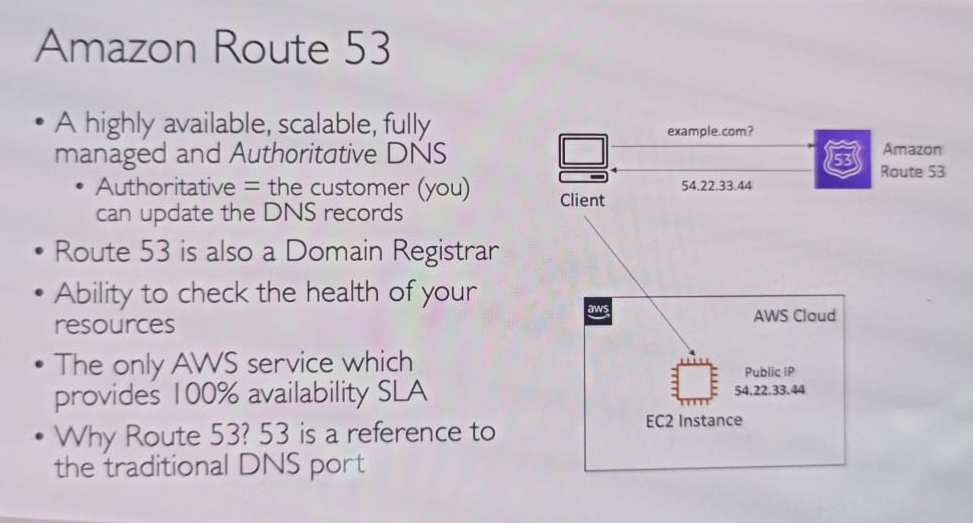 Amazon Route 53
• A highly available, scalable, fully
managed and Authoritative DNS
• Authoritative = the customer (you)
can update the DNS records
• Route 53 is also a Domain Registrar
• Ability to check the health of your
resources
• The only AWS service which
provides 100% availability SLA
• Why Route 53? 53 is a reference to
the traditional DNS port
example.com?
54.22.33.44
Client
53
Amazon
Route 53
aws
AWS Cloud
Public IP
54.22.33.44
EC2 Instance